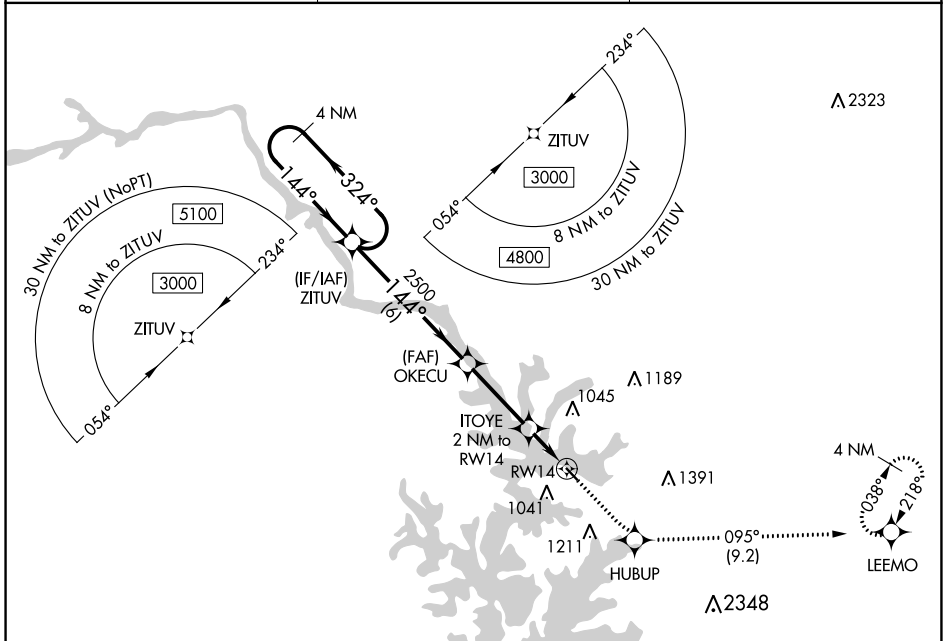 234°
2323
4 NM
ZITUV
3000
8 NM to ZITUV
30 NM to ZITUV
054°
4800
144°
324°
30 NM to ZITUV (NoPT)
5100
8 NM to ZITUV
234°
3000
ZITUV
054°
(IF/IAF)
ZITUV
2500
144°
(6)
(FAF)
OKECU
1189
1045
ITOYE
2 NM to
RW14
RW14
1041
1391
1211
HUBUP
095°
(9.2)
4 NM
038°
218°
LEEMO
2348